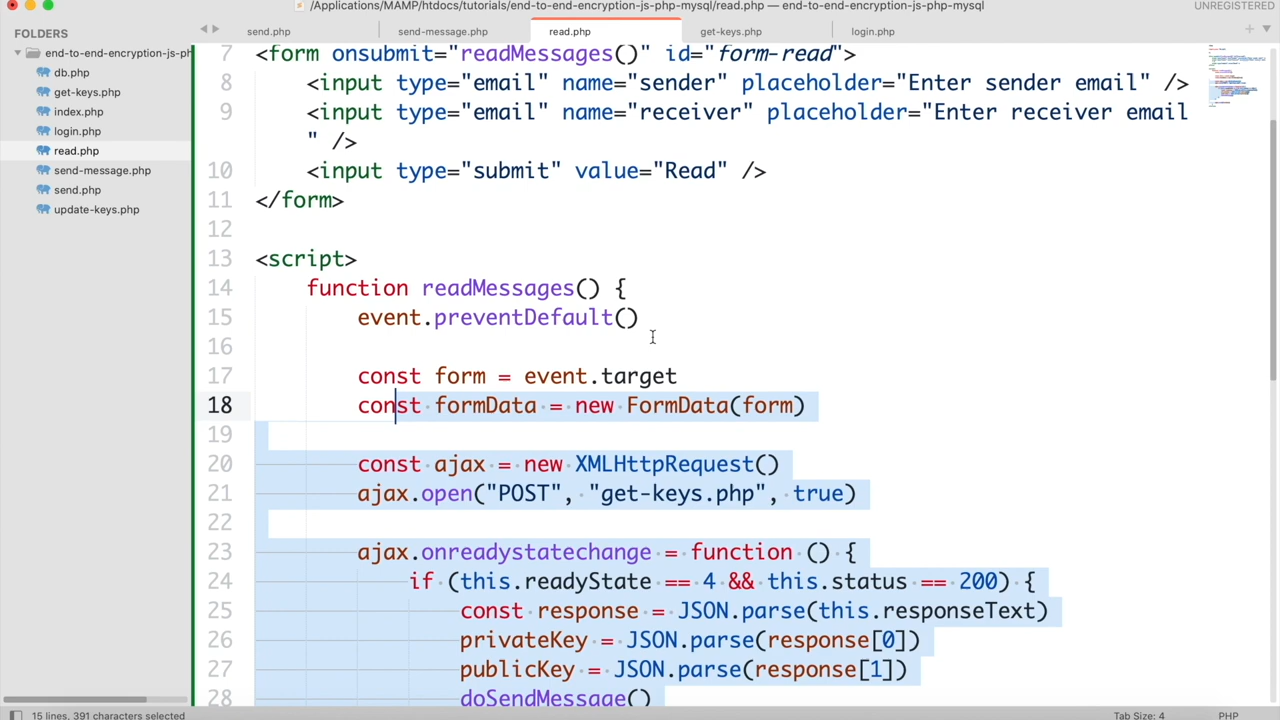 /Applications/MAMP/htdocs/tutorials/end-to-end-encryption-js-php-mysql/read.php — end-to-end-encryption-js-php-mysql
UNREGISTERED
FOLDERS
end-to-end-encryption-js-ph
db.php
get-keys.php
index.php
login.php
read.php
send-message.php
send.php
update-keys.php
send.php
send-message.php
read.php
get-keys.php
login.php
7 <form onsubmit="readMessages()" id="form-read">
8 <input type="email" name="sender" placeholder="Enter sender email" />
9 <input type="email" name="receiver" placeholder="Enter receiver email
" />
10 <input type="submit" value="Read" />
11 </form>
12
13 <script>
14 function readMessages() {
15 event.preventDefault()
16
17 const form = event.target
18 const formData = new FormData(form)
19
20 const ajax = new XMLHttpRequest()
21 ajax.open("POST", "get-keys.php", true)
22
23 ajax.onreadystatechange = function () {
24 if (this.readyState == 4 && this.status == 200) {
25 const response = JSON.parse(this.responseText)
26 privateKey = JSON.parse(response[0])
27 publicKey = JSON.parse(response[1])
28 doSendMessage()
15 lines, 391 characters selected
Tab Size: 4
PHP